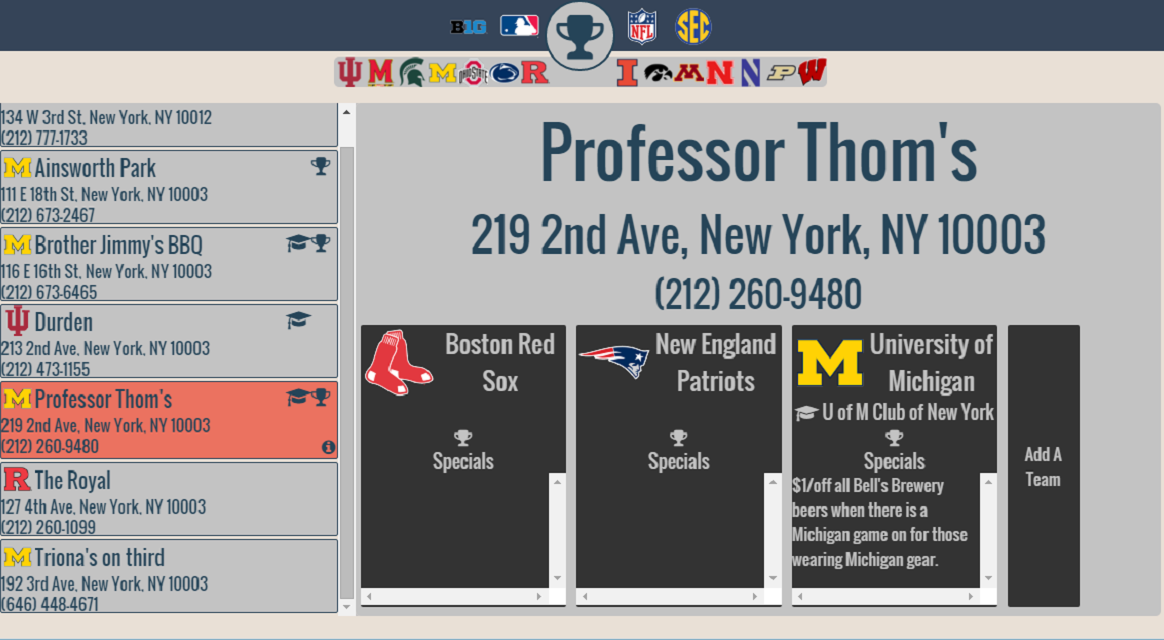 B1G
NFL
SEC
M
M
OHIO STATE
R
I
M
N
N
P
W
134 W 3rd St, New York, NY 10012
(212) 777-1733
M Ainsworth Park
111 E 18th St, New York, NY 10003
(212) 673-2467
M Brother Jimmy's BBQ
116 E 16th St, New York, NY 10003
(212) 673-6465
Durden
213 2nd Ave, New York, NY 10003
(212) 473-1155
M Professor Thom's
219 2nd Ave, New York, NY 10003
(212) 260-9480
R The Royal
127 4th Ave, New York, NY 10003
(212) 260-1099
M Triona's on third
192 3rd Ave, New York, NY 10003
(646) 448-4671
Professor Thom's
219 2nd Ave, New York, NY 10003
(212) 260-9480
Boston Red
Sox
Specials
New England
Patriots
Specials
M
University of
Michigan
U of M Club of New York
Specials
$1/off all Bell's Brewery
beers when there is a
Michigan game on for those
wearing Michigan gear.
Add A
Team